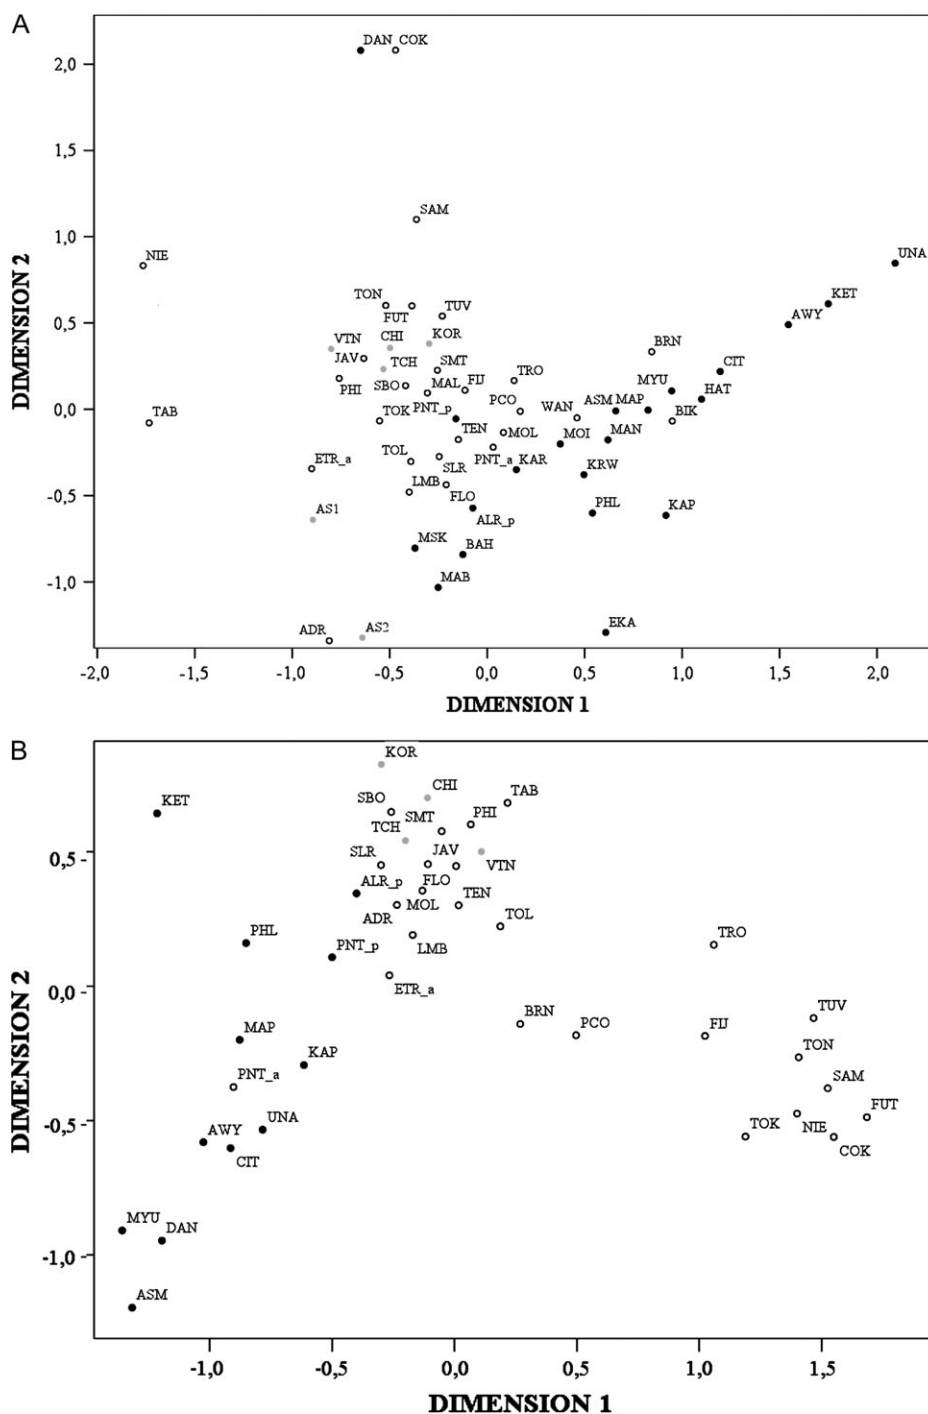 A
DAN COK
2,0
1,5
SAM
1,0
NIE
UNA
KET
TON
TUV
AWY
0,5
FUT
VTN CHI KOR
BRN
JAV TCH SMT
CIT
PHI SBO MAL FIJ TRO
MYU
HAT
PCO WAN ASM MAP
0,0
TAB
TOK PNT_p
BIK
TEN MOL MOI MAN
ETR_a TOL
SLR PNT_a KAR KRW
LMB FLO
-0,5
AS1
PHL KAP
ALR_p
MSK BAH
MAB
-1,0
ADR AS2
EKA
DIMENSION 2
-2,0 -1,5 -1,0 -0,5 0,0 0,5 1,0 1,5 2,0
DIMENSION 1
B
KOR
CHI
KET
SBO
TAB
SMT PHI
TCH
0,5
SLR JAV VTN
ALR_p FLO
TEN
ADR MOL
PHL
TOL
PNT_p LMB
TRO
ETR_a
0,0
BRN PCO FIJ TUV
MAP
TON
KAP
PNT_a
SAM
UNA
FUT
-0,5
AWY
TOK NIE
CIT
COK
MYU DAN
-1,0
ASM
DIMENSION 2
-1,0 -0,5 0,0 0,5 1,0 1,5
DIMENSION 1